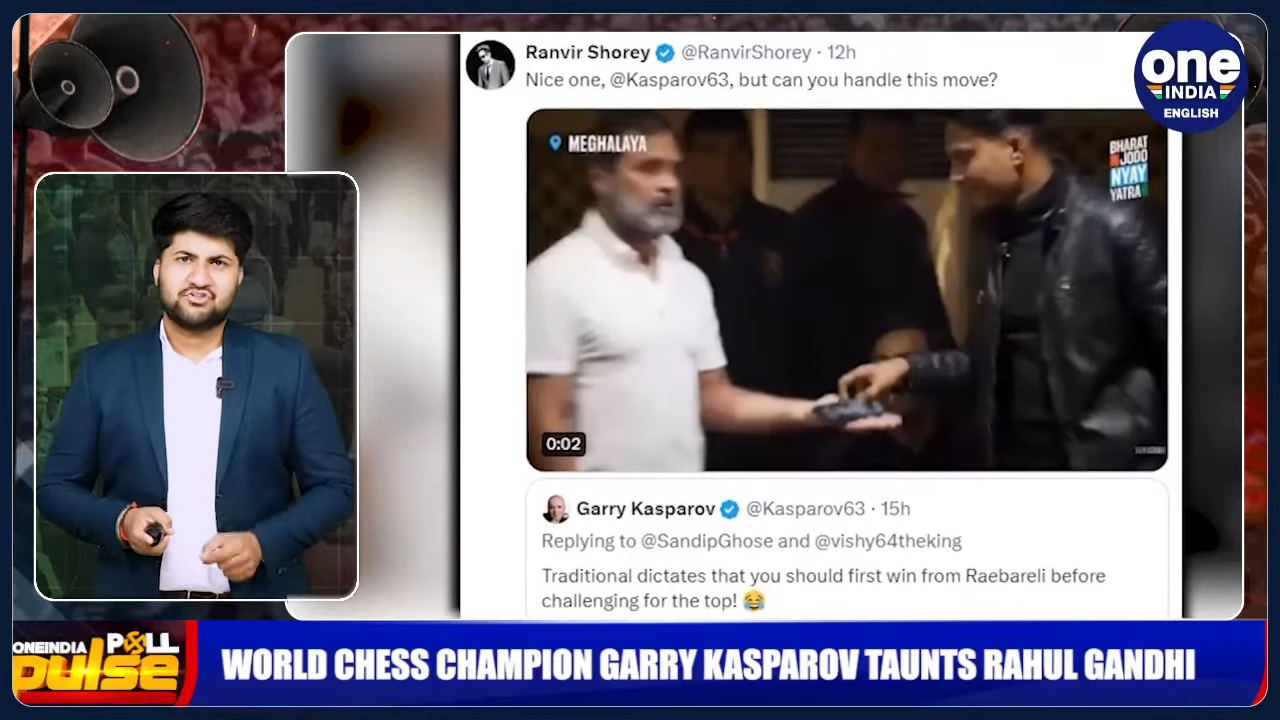 Ranvir Shorey @RanvirShorey · 12h
Nice one, @Kasparov63, but can you handle this move?
one
INDIA
ENGLISH
MEGHALAYA
BHARAT
JODO
NYAY
YATRA
0:02
Garry Kasparov @Kasparov63 · 15h
Replying to @SandipGhose and @vishy64theking
Traditional dictates that you should first win from Raebareli before
challenging for the top! 😂
ONEINDIA POLL
pulse
WORLD CHESS CHAMPION GARRY KASPAROV TAUNTS RAHUL GANDHI